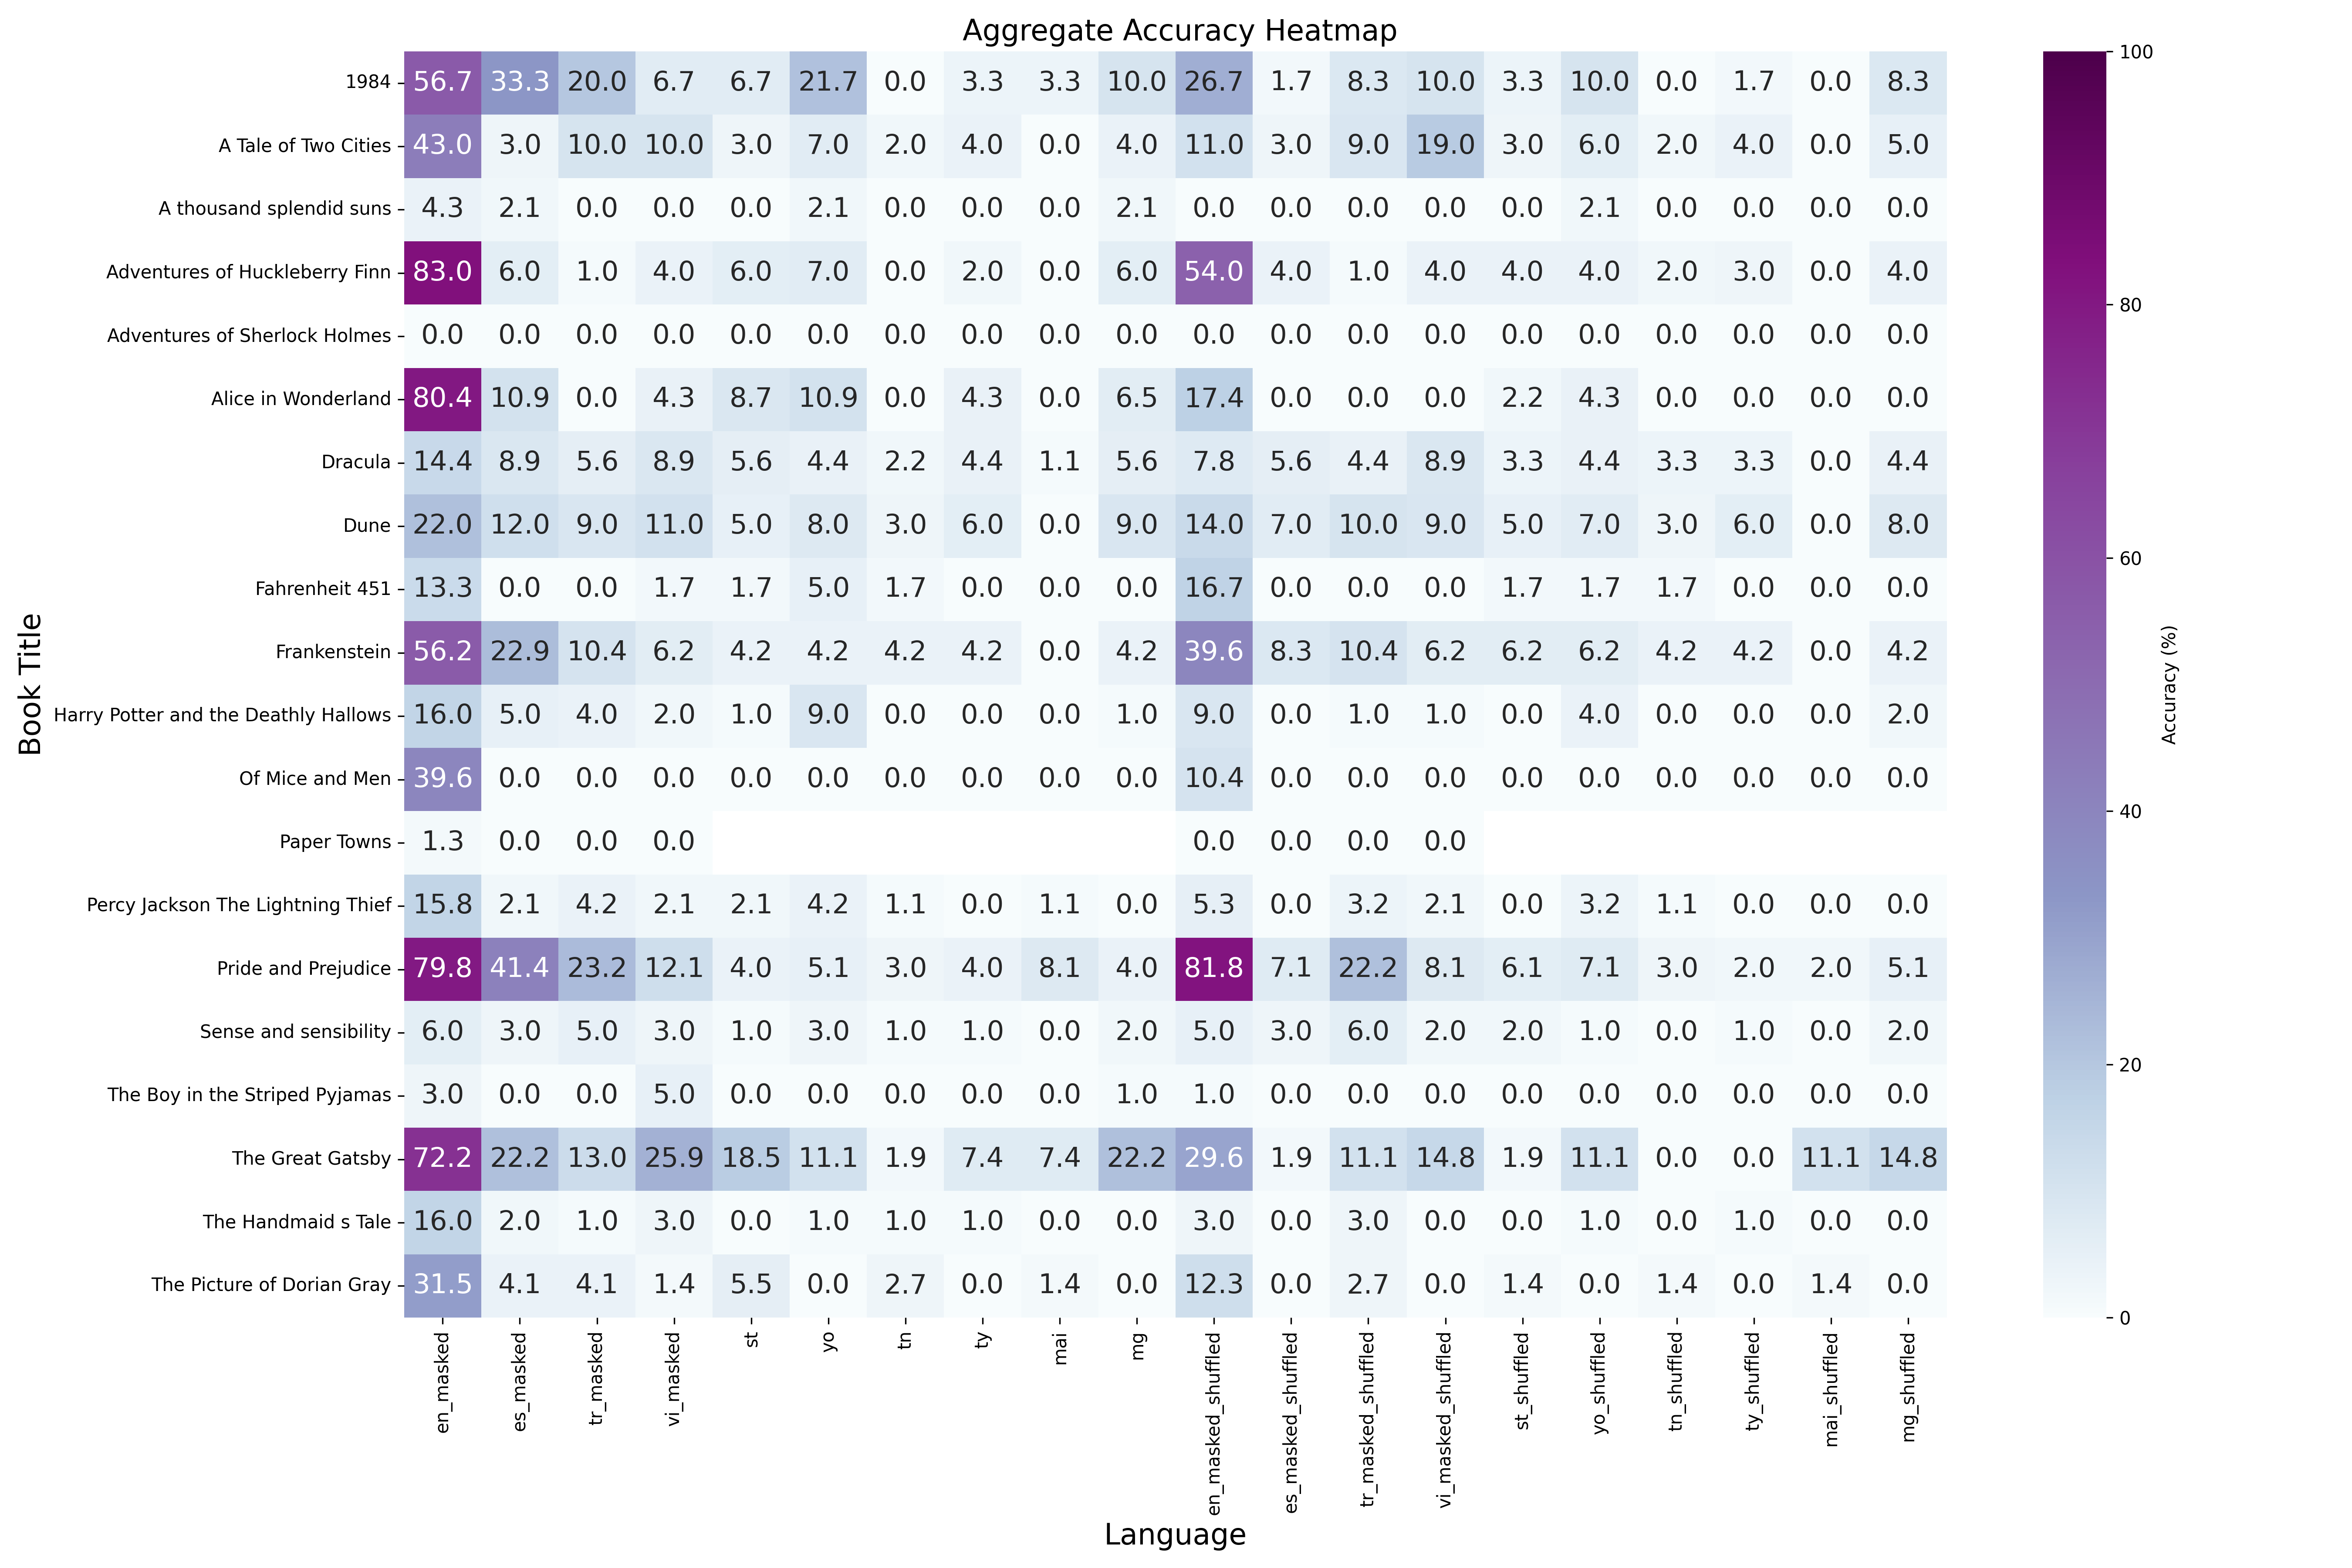 Aggregate Accuracy Heatmap
Book Title
1984 56.7 33.3 20.0 6.7 6.7 21.7 0.0 3.3 3.3 10.0 26.7 1.7 8.3 10.0 3.3 10.0 0.0 1.7 0.0 8.3
A Tale of Two Cities 43.0 3.0 10.0 10.0 3.0 7.0 2.0 4.0 0.0 4.0 11.0 3.0 9.0 19.0 3.0 6.0 2.0 4.0 0.0 5.0
A thousand splendid suns 4.3 2.1 0.0 0.0 0.0 2.1 0.0 0.0 0.0 2.1 0.0 0.0 0.0 0.0 0.0 2.1 0.0 0.0 0.0 0.0
Adventures of Huckleberry Finn 83.0 6.0 1.0 4.0 6.0 7.0 0.0 2.0 0.0 6.0 54.0 4.0 1.0 4.0 4.0 4.0 2.0 3.0 0.0 4.0
Adventures of Sherlock Holmes 0.0 0.0 0.0 0.0 0.0 0.0 0.0 0.0 0.0 0.0 0.0 0.0 0.0 0.0 0.0 0.0 0.0 0.0 0.0 0.0
Alice in Wonderland 80.4 10.9 0.0 4.3 8.7 10.9 0.0 4.3 0.0 6.5 17.4 0.0 0.0 0.0 2.2 4.3 0.0 0.0 0.0 0.0
Dracula 14.4 8.9 5.6 8.9 5.6 4.4 2.2 4.4 1.1 5.6 7.8 5.6 4.4 8.9 3.3 4.4 3.3 3.3 0.0 4.4
Dune 22.0 12.0 9.0 11.0 5.0 8.0 3.0 6.0 0.0 9.0 14.0 7.0 10.0 9.0 5.0 7.0 3.0 6.0 0.0 8.0
Fahrenheit 451 13.3 0.0 0.0 1.7 1.7 5.0 1.7 0.0 0.0 0.0 16.7 0.0 0.0 0.0 1.7 1.7 1.7 0.0 0.0 0.0
Frankenstein 56.2 22.9 10.4 6.2 4.2 4.2 4.2 4.2 0.0 4.2 39.6 8.3 10.4 6.2 6.2 6.2 4.2 4.2 0.0 4.2
Harry Potter and the Deathly Hallows 16.0 5.0 4.0 2.0 1.0 9.0 0.0 0.0 0.0 1.0 9.0 0.0 1.0 1.0 0.0 4.0 0.0 0.0 0.0 2.0
Of Mice and Men 39.6 0.0 0.0 0.0 0.0 0.0 0.0 0.0 0.0 0.0 10.4 0.0 0.0 0.0 0.0 0.0 0.0 0.0 0.0 0.0
Paper Towns 1.3 0.0 0.0 0.0 0.0 0.0 0.0 0.0
Percy Jackson The Lightning Thief 15.8 2.1 4.2 2.1 2.1 4.2 1.1 0.0 1.1 0.0 5.3 0.0 3.2 2.1 0.0 3.2 1.1 0.0 0.0 0.0
Pride and Prejudice 79.8 41.4 23.2 12.1 4.0 5.1 3.0 4.0 8.1 4.0 81.8 7.1 22.2 8.1 6.1 7.1 3.0 2.0 2.0 5.1
Sense and sensibility 6.0 3.0 5.0 3.0 1.0 3.0 1.0 1.0 0.0 2.0 5.0 3.0 6.0 2.0 2.0 1.0 0.0 1.0 0.0 2.0
The Boy in the Striped Pyjamas 3.0 0.0 0.0 5.0 0.0 0.0 0.0 0.0 0.0 1.0 1.0 0.0 0.0 0.0 0.0 0.0 0.0 0.0 0.0 0.0
The Great Gatsby 72.2 22.2 13.0 25.9 18.5 11.1 1.9 7.4 7.4 22.2 29.6 1.9 11.1 14.8 1.9 11.1 0.0 0.0 11.1 14.8
The Handmaid s Tale 16.0 2.0 1.0 3.0 0.0 1.0 1.0 1.0 0.0 0.0 3.0 0.0 3.0 0.0 0.0 1.0 0.0 1.0 0.0 0.0
The Picture of Dorian Gray 31.5 4.1 4.1 1.4 5.5 0.0 2.7 0.0 1.4 0.0 12.3 0.0 2.7 0.0 1.4 0.0 1.4 0.0 1.4 0.0
en_masked
es_masked
tr_masked
vi_masked
st
yo
tn
ty
mai
mg
en_masked_shuffled
es_masked_shuffled
tr_masked_shuffled
vi_masked_shuffled
st_shuffled
yo_shuffled
tn_shuffled
ty_shuffled
mai_shuffled
mg_shuffled
Language
100
80
60
40
20
0
Accuracy (%)